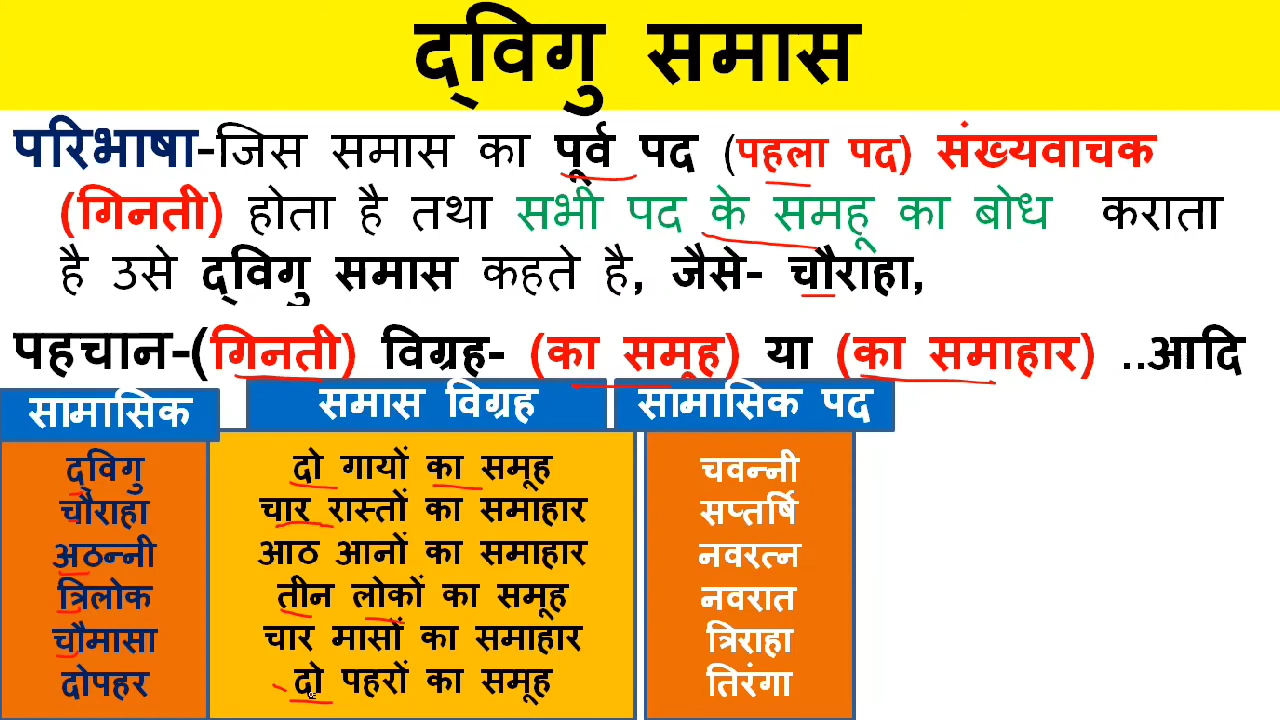 द्विगु समास
परिभाषा-जिस समास का पूर्व पद (पहला पद) संख्यवाचक
(गिनती) होता है तथा सभी पद के समहू का बोध कराता
है उसे द्विगु समास कहते है, जैसे- चौराहा,
पहचान-(गिनती) विग्रह- (का समूह) या (का समाहार) ..आदि
सामासिक समास विग्रह सामासिक पद
द्विगु दो गायों का समूह चवन्नी
चौराहा चार रास्तों का समाहार सप्तर्षि
अठन्नी आठ आनों का समाहार नवरत्न
त्रिलोक तीन लोकों का समूह नवरात
चौमासा चार मासों का समाहार त्रिराहा
दोपहर दो पहरों का समूह तिरंगा